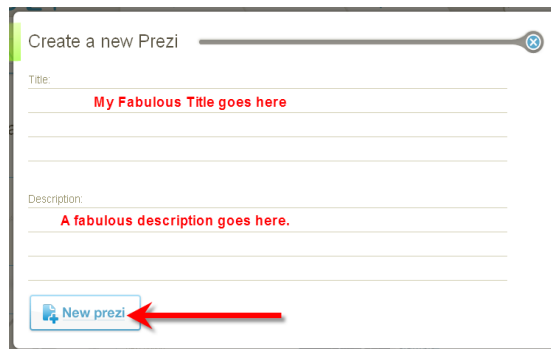 Create a new Prezi
Title:
My Fabulous Title goes here
Description:
A fabulous description goes here.
New prezi